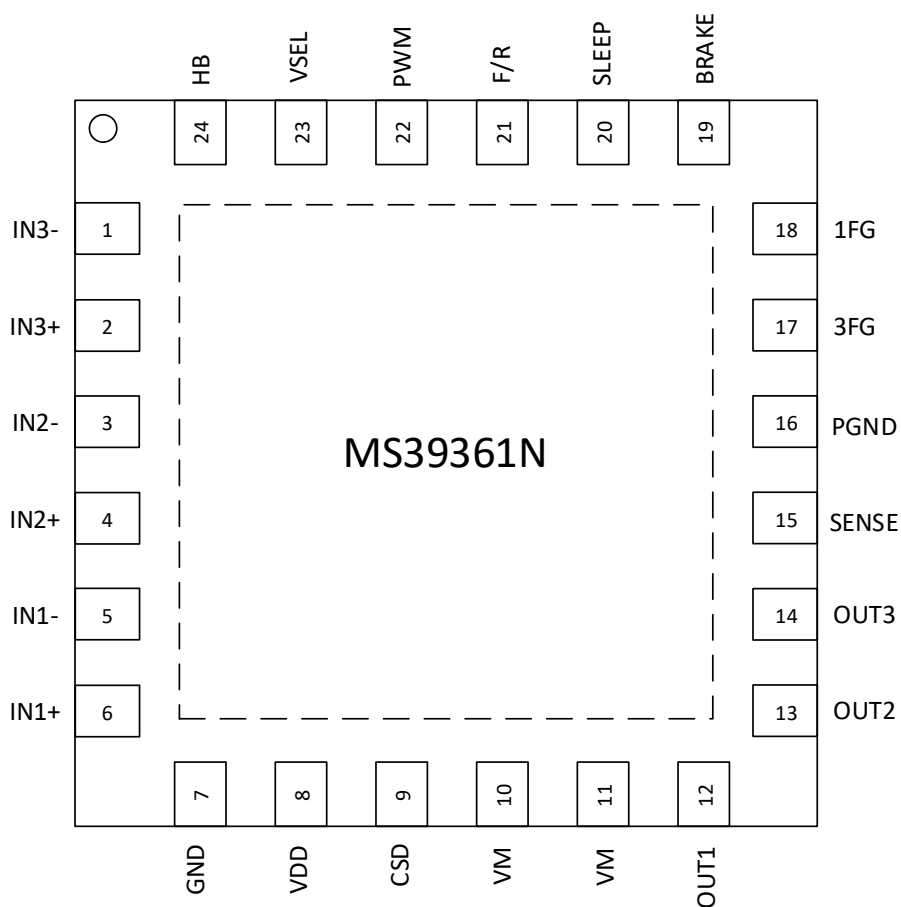 HB VSEL PWM F/R SLEEP BRAKE
24 23 22 21 20 19
IN3- 1 18 1FG
IN3+ 2 17 3FG
IN2- 3 16 PGND
MS39361N
IN2+ 4 15 SENSE
IN1- 5 14 OUT3
IN1+ 6 13 OUT2
7 8 9 10 11 12
GND VDD CSD VM VM OUT1